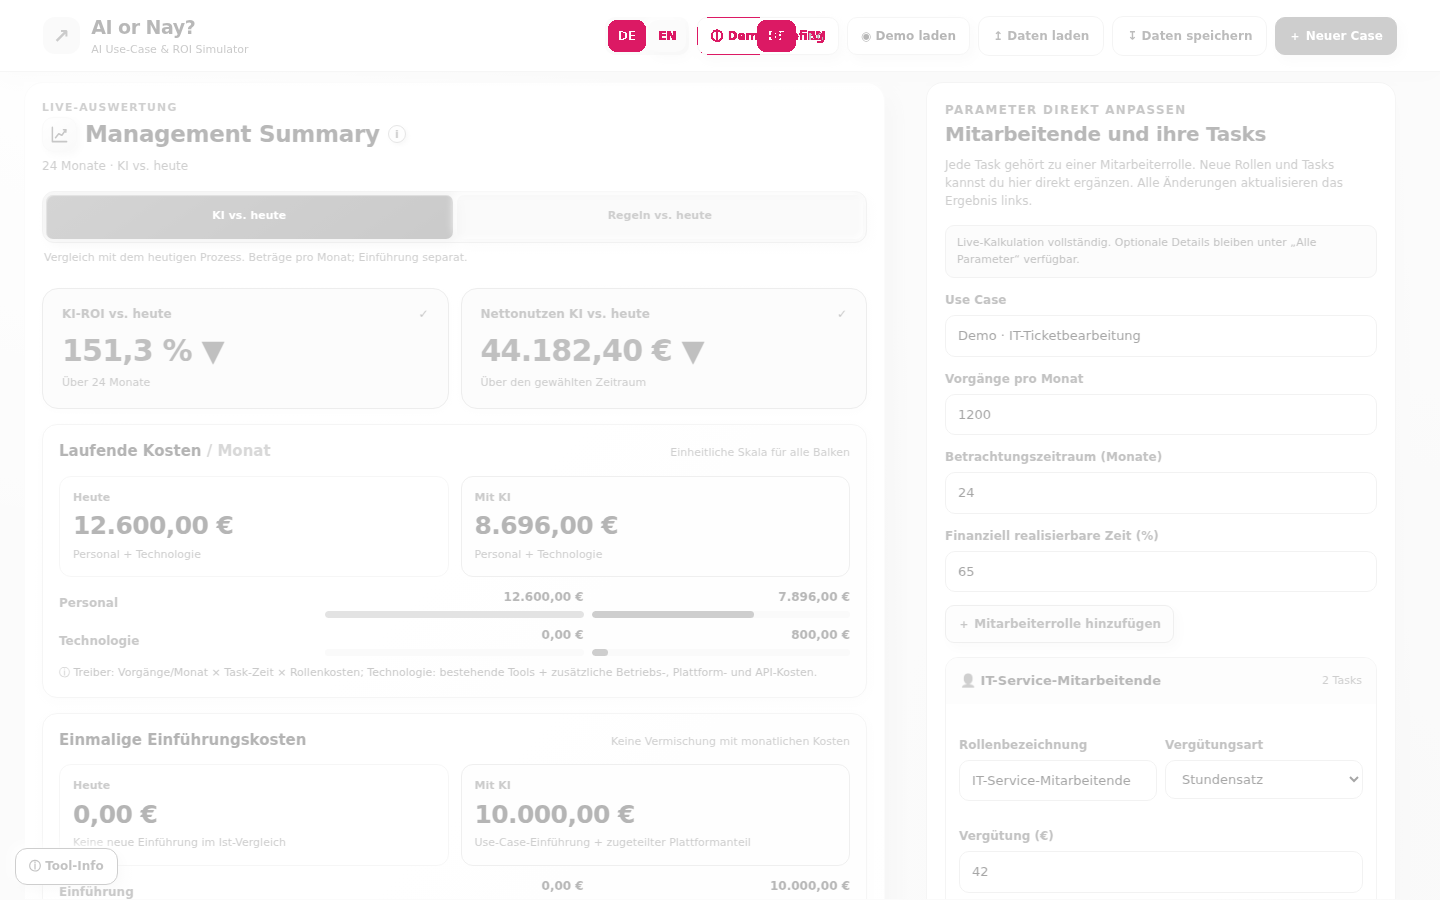 AI or Nay?
AI Use-Case & ROI Simulator
DE
EN
◉ Demo laden
↥ Daten laden
↧ Daten speichern
+ Neuer Case
LIVE-AUSWERTUNG
Management Summary
24 Monate · KI vs. heute
KI vs. heute
Regeln vs. heute
Vergleich mit dem heutigen Prozess. Beträge pro Monat; Einführung separat.
KI-ROI vs. heute ✓
151,3 % ▼
Über 24 Monate
Nettonutzen KI vs. heute ✓
44.182,40 € ▼
Über den gewählten Zeitraum
Laufende Kosten / Monat
Einheitliche Skala für alle Balken
Heute
12.600,00 €
Personal + Technologie
Mit KI
8.696,00 €
Personal + Technologie
Personal 12.600,00 € 7.896,00 €
Technologie 0,00 € 800,00 €
ⓘ Treiber: Vorgänge/Monat × Task-Zeit × Rollenkosten; Technologie: bestehende Tools + zusätzliche Betriebs-, Plattform- und API-Kosten.
Einmalige Einführungskosten
Keine Vermischung mit monatlichen Kosten
Heute
0,00 €
Keine neue Einführung im Ist-Vergleich
Mit KI
10.000,00 €
Use-Case-Einführung + zugeteilter Plattformanteil
Einführung 0,00 € 10.000,00 €
ⓘ Tool-Info
PARAMETER DIREKT ANPASSEN
Mitarbeitende und ihre Tasks
Jede Task gehört zu einer Mitarbeiterrolle. Neue Rollen und Tasks
kannst du hier direkt ergänzen. Alle Änderungen aktualisieren das
Ergebnis links.
Live-Kalkulation vollständig. Optionale Details bleiben unter „Alle
Parameter“ verfügbar.
Use Case
Demo · IT-Ticketbearbeitung
Vorgänge pro Monat
1200
Betrachtungszeitraum (Monate)
24
Finanziell realisierbare Zeit (%)
65
+ Mitarbeiterrolle hinzufügen
IT-Service-Mitarbeitende
2 Tasks
Rollenbezeichnung
IT-Service-Mitarbeitende
Vergütungsart
Stundensatz
Vergütung (€)
42